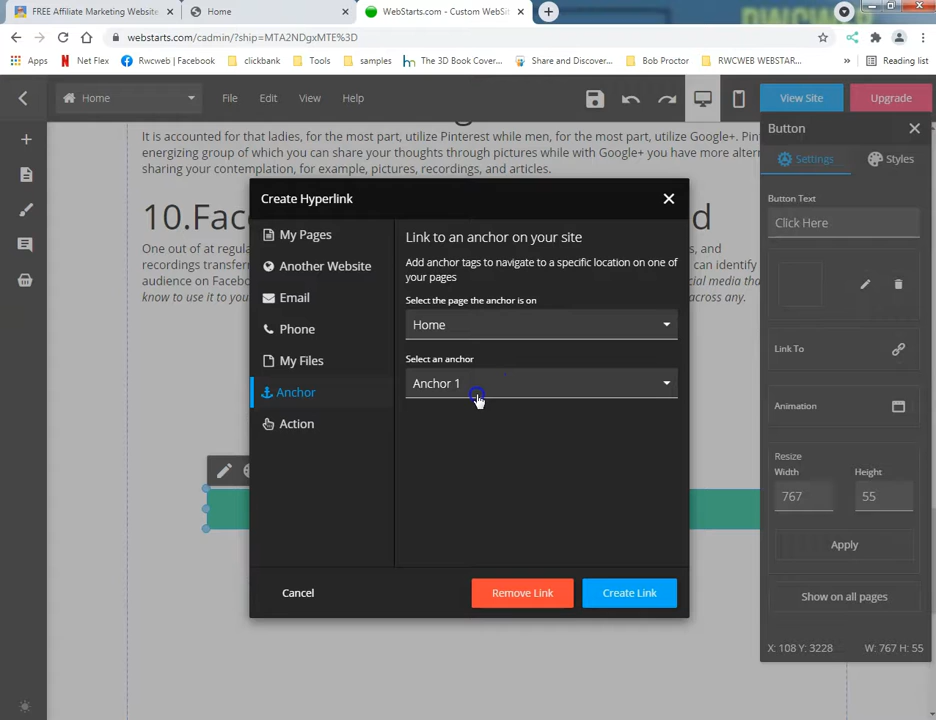 FREE Affiliate Marketing Website
Home
WebStarts.com - Custom WebSit
webstarts.com/cadmin/?ship=MTA2NDgxMTE%3D
Apps
Net Flex
Rwcweb | Facebook
clickbank
Tools
samples
The 3D Book Cover...
Share and Discover...
Bob Proctor
RWCWEB WEBSTAR...
Reading list
Home
File
Edit
View
Help
View Site
Upgrade
It is accounted for that ladies, for the most part, utilize Pinterest while men, for the most part, utilize Google+. Pin
energizing group of which you can share your thoughts through pictures while with Google+ you have more altern
sharing your contemplation, for example, pictures, recordings, and articles.
10.Fac
d
One out of at regula
s, and
recordings transferr
can identify
audience on Facebo
cial media tha
know to use it to you
across any.
Create Hyperlink
My Pages
Another Website
Email
Phone
My Files
Anchor
Action
Link to an anchor on your site
Add anchor tags to navigate to a specific location on one of
your pages
Select the page the anchor is on
Home
Select an anchor
Anchor 1
Cancel
Remove Link
Create Link
Button
Settings
Styles
Button Text
Click Here
Link To
Animation
Resize
Width
Height
767
55
Apply
Show on all pages
X: 108 Y: 3228
W: 767 H: 55